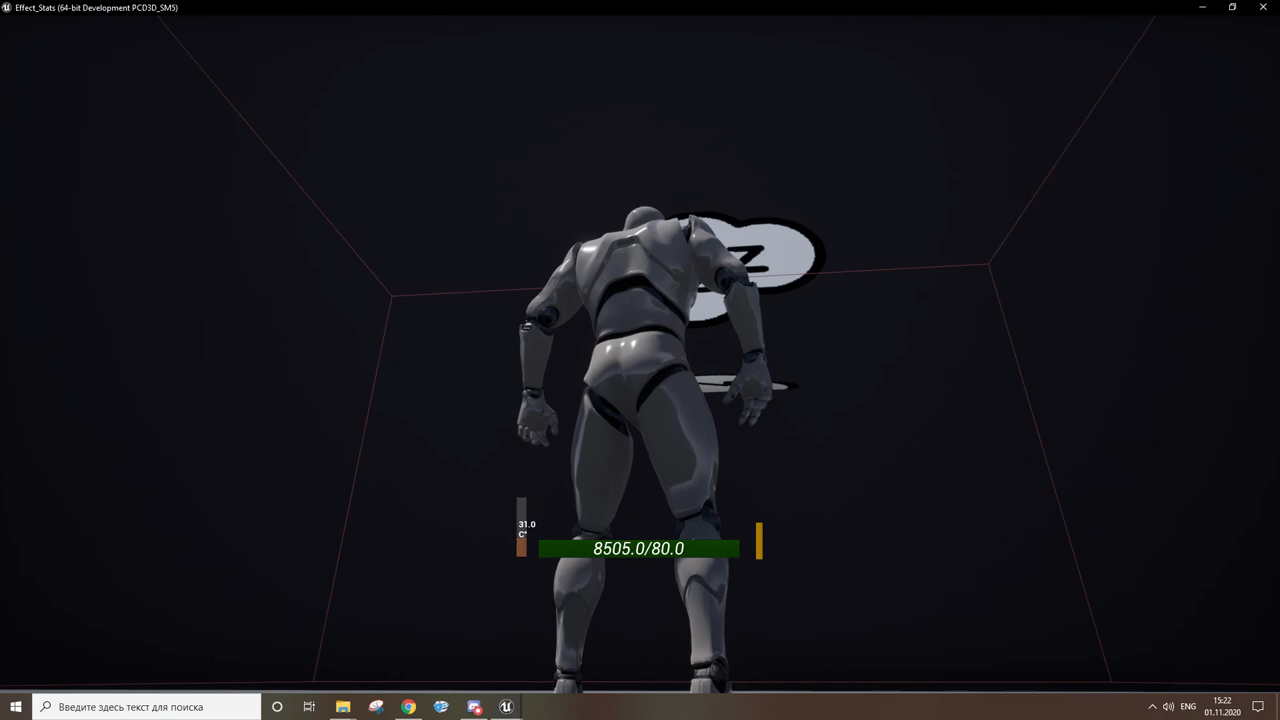 Effect_Stats (64-bit Development PCD3D_SM5)
Z
31.0
C°
8505.0/80.0
Введите здесь текст для поиска
ENG
15:22
01.11.2020